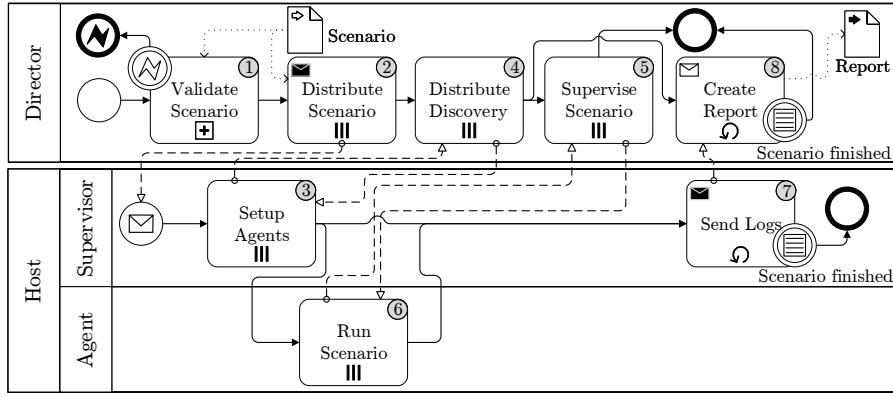 Director
Scenario
Report
1
Validate
Scenario
2
Distribute
Scenario
4
Distribute
Discovery
5
Supervise
Scenario
8
Create
Report
Scenario finished
Host
Supervisor
3
Setup
Agents
7
Send Logs
Scenario finished
Agent
6
Run
Scenario